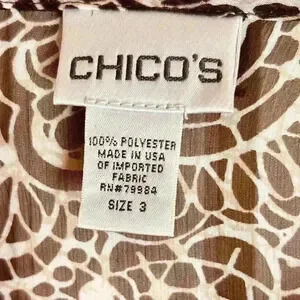 CHICO'S
100% POLYESTER
MADE IN USA
OF IMPORTED
FABRIC
RN#79984
SIZE 3